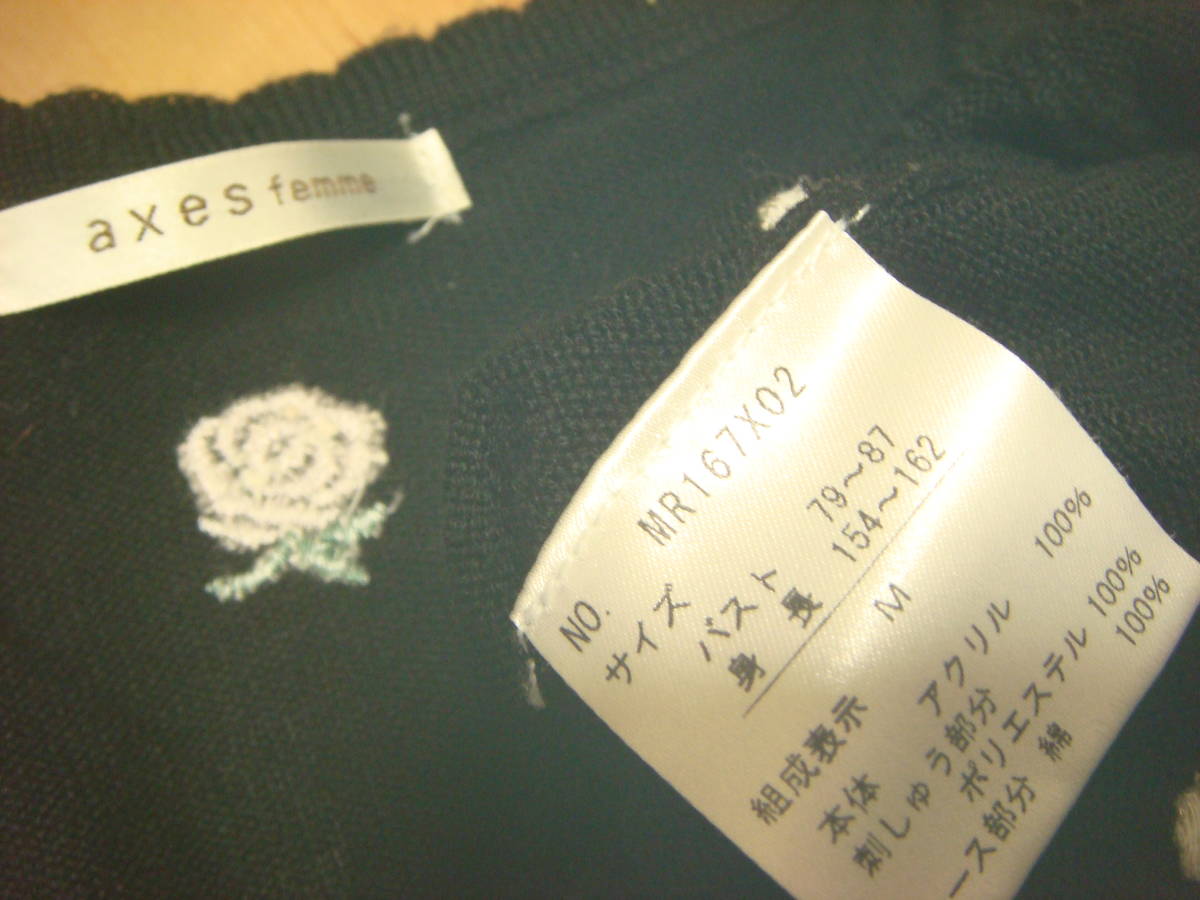 axes femme
NO. MR167X02
サイズ
バスト 79～87
身長 154～162
M
組成表示
本体 アクリル 100%
刺しゅう部分
ポリエステル 100%
ース部分 綿 100%